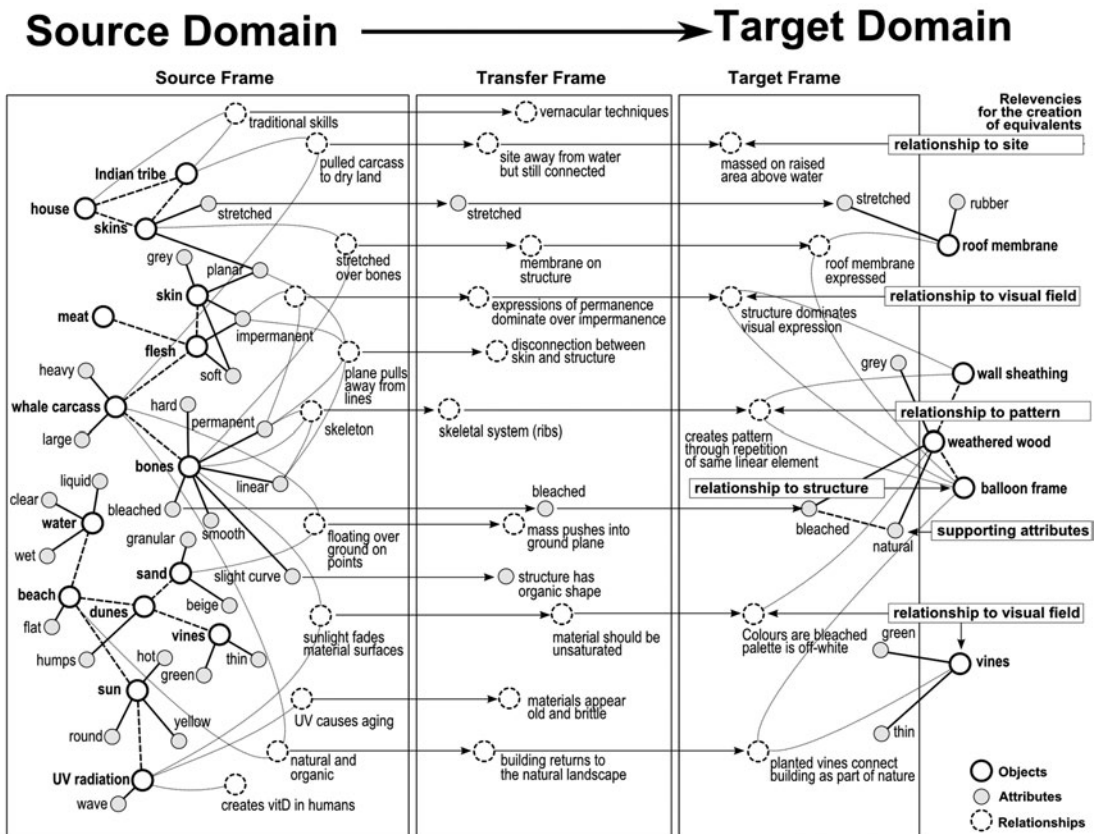 Source Domain
Target Domain
Source Frame
Transfer Frame
Target Frame
Relevencies
for the creation
of equivalents
traditional skills
vernacular techniques
Indian tribe
pulled carcass
to dry land
site away from water
but still connected
massed on raised
area above water
relationship to site
house
skins
stretched
stretched
stretched
rubber
grey
planar
stretched
over bones
membrane on
structure
roof membrane
expressed
roof membrane
skin
meat
impermanent
expressions of permanence
dominate over impermanence
structure dominates
visual expression
relationship to visual field
flesh
soft
plane pulls
away from
lines
disconnection between
skin and structure
heavy
grey
wall sheathing
whale carcass
hard
permanent
skeleton
skeletal system (ribs)
creates pattern
through repetition
of same linear element
relationship to pattern
large
weathered wood
bones
linear
liquid
bleached
bleached
relationship to structure
balloon frame
clear
water
smooth
wet
granular
floating over
ground on
points
mass pushes into
ground plane
bleached
natural
supporting attributes
sand
slight curve
structure has
organic shape
beach
dunes
beige
flat
vines
sunlight fades
material surfaces
material should be
unsaturated
Colours are bleached
palette is off-white
relationship to visual field
humps
hot
green
thin
green
vines
sun
round
yellow
UV causes aging
materials appear
old and brittle
thin
natural and
organic
building returns to
the natural landscape
planted vines connect
building as part of nature
UV radiation
wave
creates vitD in humans
Objects
Attributes
Relationships